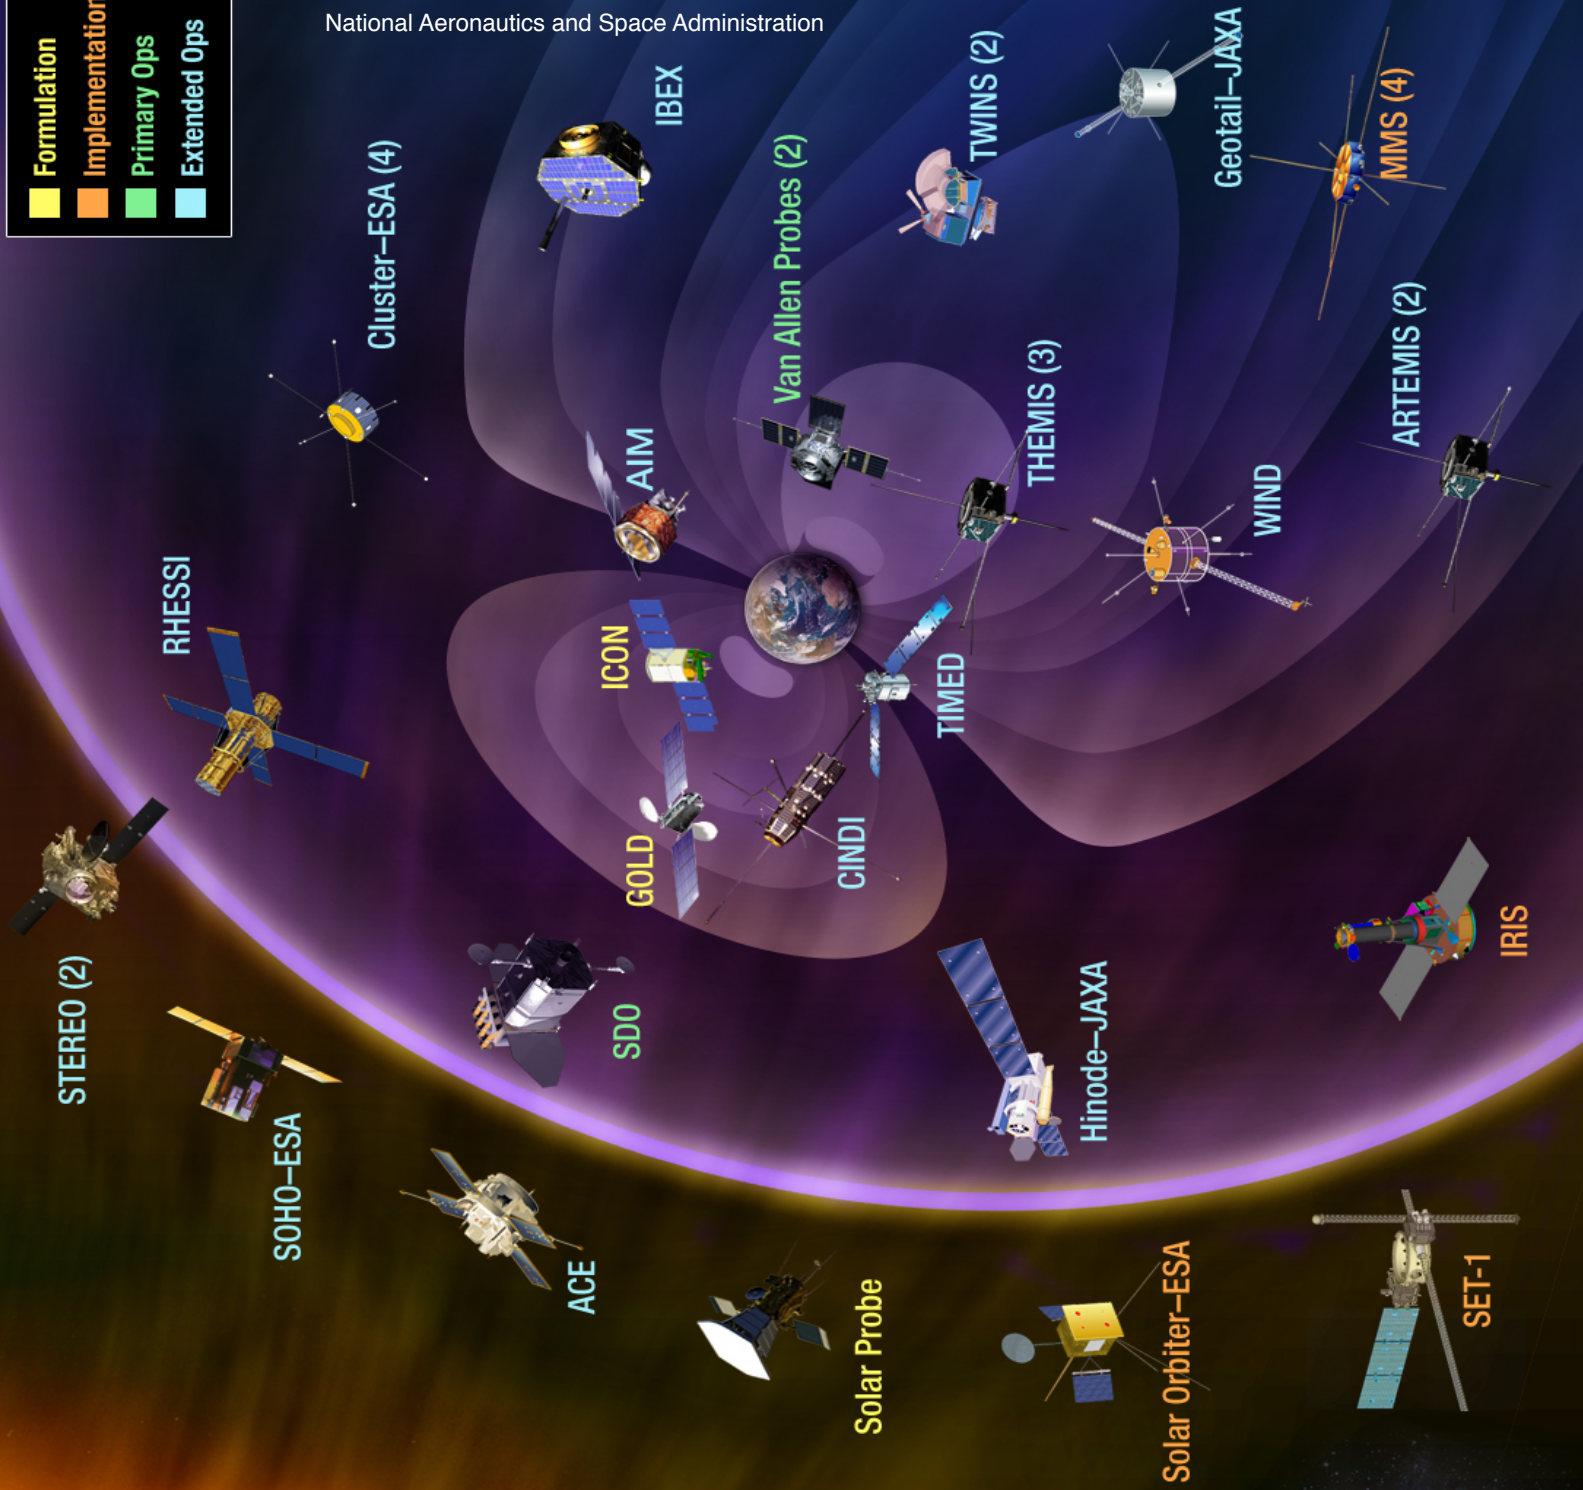 National Aeronautics and Space Administration
Formulation
Implementation
Primary Ops
Extended Ops
STEREO (2)
SOHO–ESA
RHESSI
Cluster–ESA (4)
ACE
SDO
GOLD
ICON
AIM
IBEX
Van Allen Probes (2)
Solar Probe
CINDI
TIMED
TWINS (2)
THEMIS (3)
Hinode–JAXA
Solar Orbiter–ESA
Geotail–JAXA
WIND
MMS (4)
ARTEMIS (2)
IRIS
SET-1